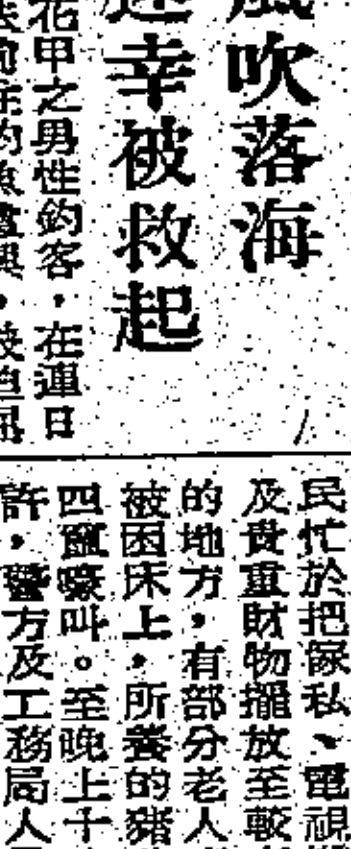 風吹落海
幸被救起
花甲之男性釣客，在連日
民忙於把傢私、電視
及貴重財物擺放至較
的地方，有部分老人
被困床上，所養的豬
四竄嚎叫。至晚上十
許，警方及工務局人